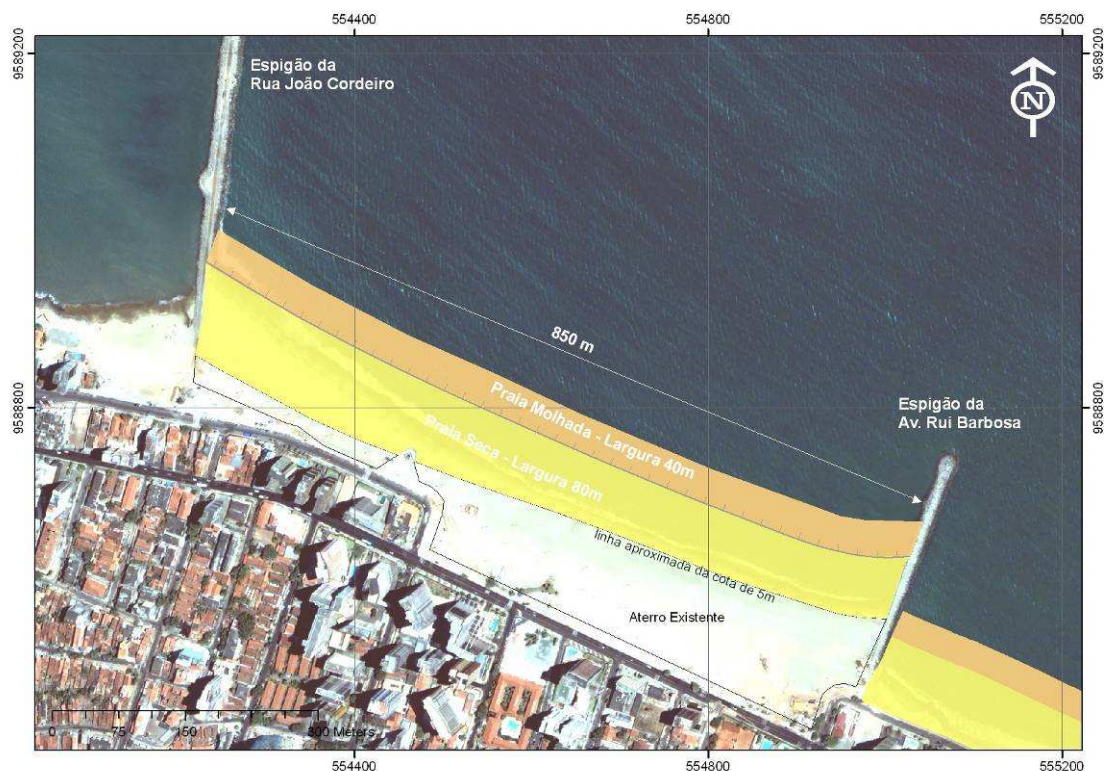 554400
554800
555200
9589200
9589200
Espigão da
Rua João Cordeiro
N
850 m
9588800
9588800
Praia Molhada - Largura 40m
Espigão da
Av. Rui Barbosa
Praia Seca - Largura 80m
linha aproximada da cota de 5m
Aterro Existente
0
75
150
300 Meters
554400
554800
555200